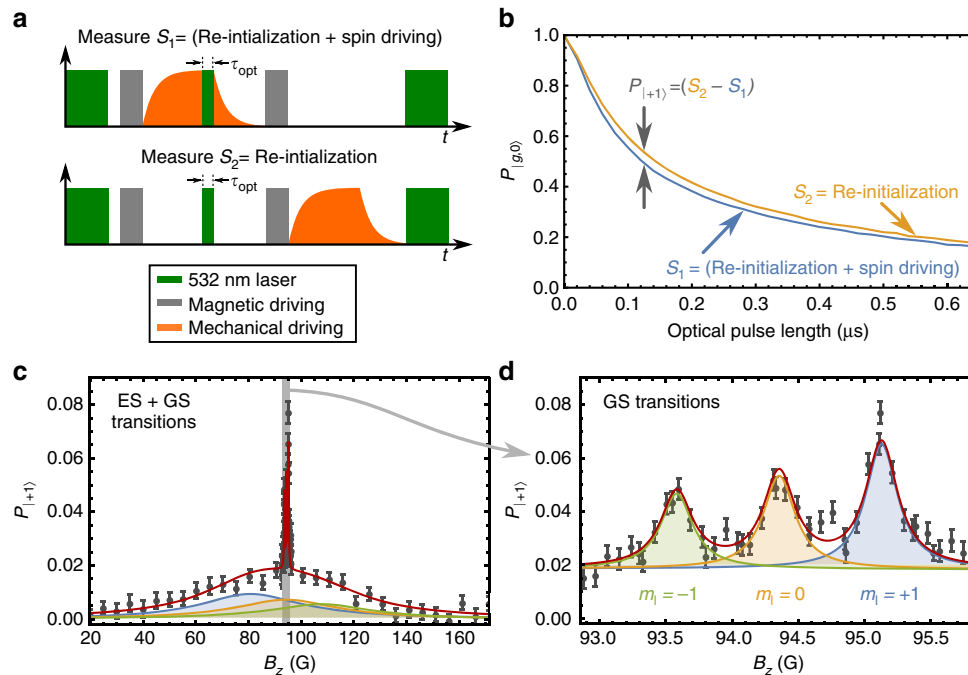 a
Measure S₁= (Re-intialization + spin driving)
τopt
t
Measure S₂= Re-intialization
τopt
t
532 nm laser
Magnetic driving
Mechanical driving
b
1.0
0.8
0.6
0.4
0.2
0.0
P|g,0⟩
P|+1⟩=(S₂ − S₁)
S₂ = Re-initialization
S₁ = (Re-initialization + spin driving)
0.0 0.1 0.2 0.3 0.4 0.5 0.6
Optical pulse length (μs)
c
ES + GS
transitions
0.08
0.06
0.04
0.02
0.00
P|+1⟩
20 40 60 80 100 120 140 160
Bz (G)
d
GS transitions
0.08
0.06
0.04
0.02
0.00
P|+1⟩
mI = −1
mI = 0
mI = +1
93.0 93.5 94.0 94.5 95.0 95.5
Bz (G)